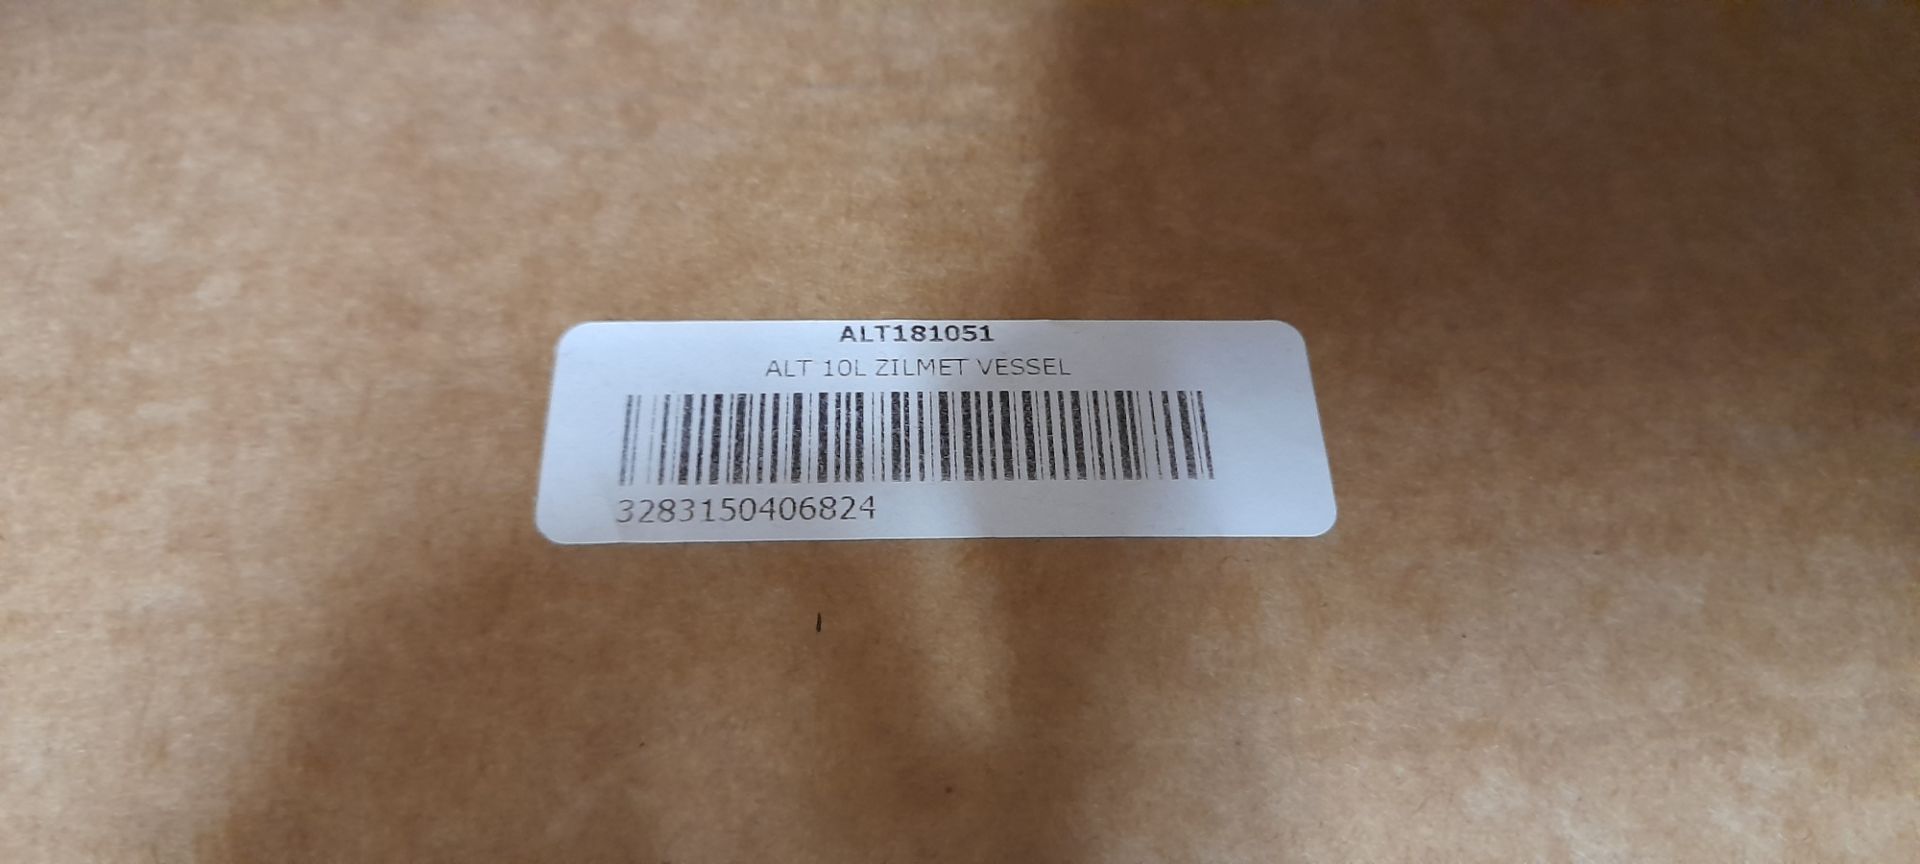 ALT181051
ALT 10L ZILMET VESSEL
3283150406824